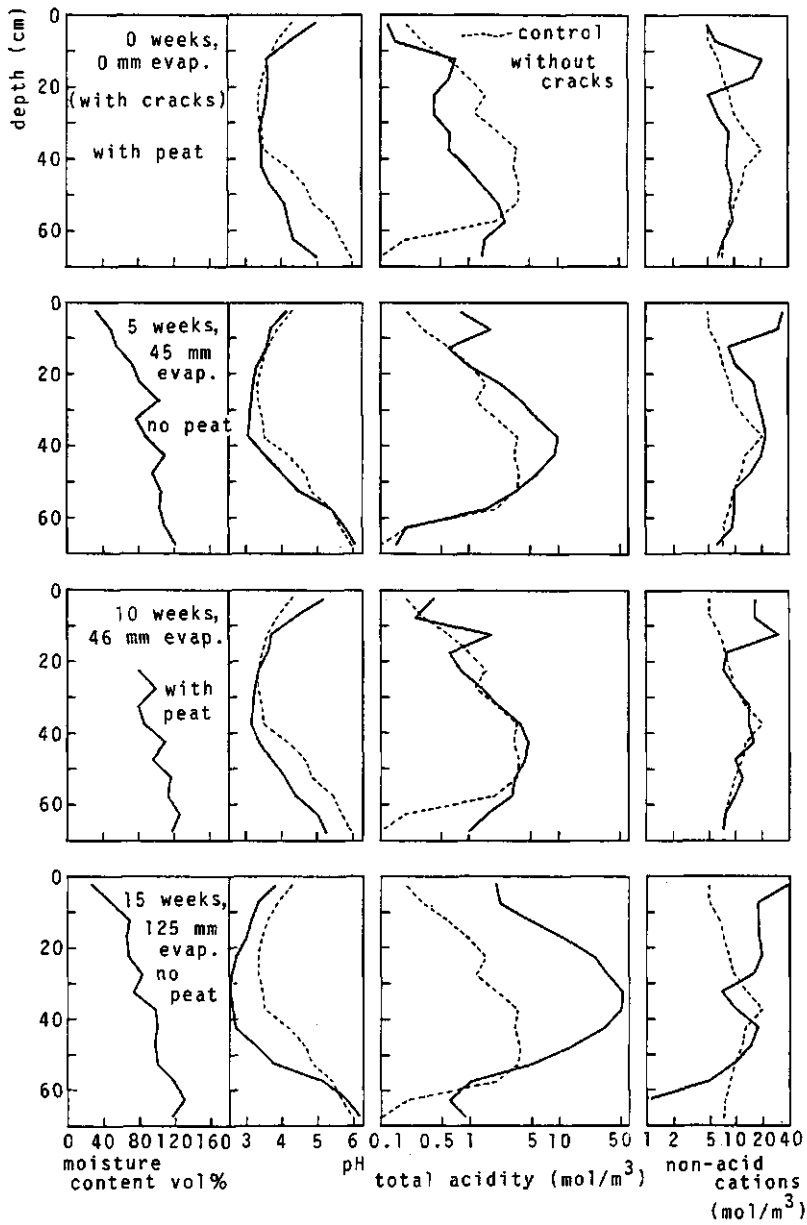 depth (cm)
0
20
40
60
0 weeks,
0 mm evap.
(with cracks)
with peat
control
without
cracks
0
20
40
60
5 weeks,
45 mm
evap.
no peat
0
20
40
60
10 weeks,
46 mm evap.
with
peat
0
20
40
60
15 weeks,
125 mm
evap.
no
peat
0 40 80 120 160
moisture
content vol%
3 4 5 6
pH
0.1 0.5 1 5 10 50
total acidity (mol/m³)
1 2 5 10 20 40
non-acid
cations
(mol/m³)